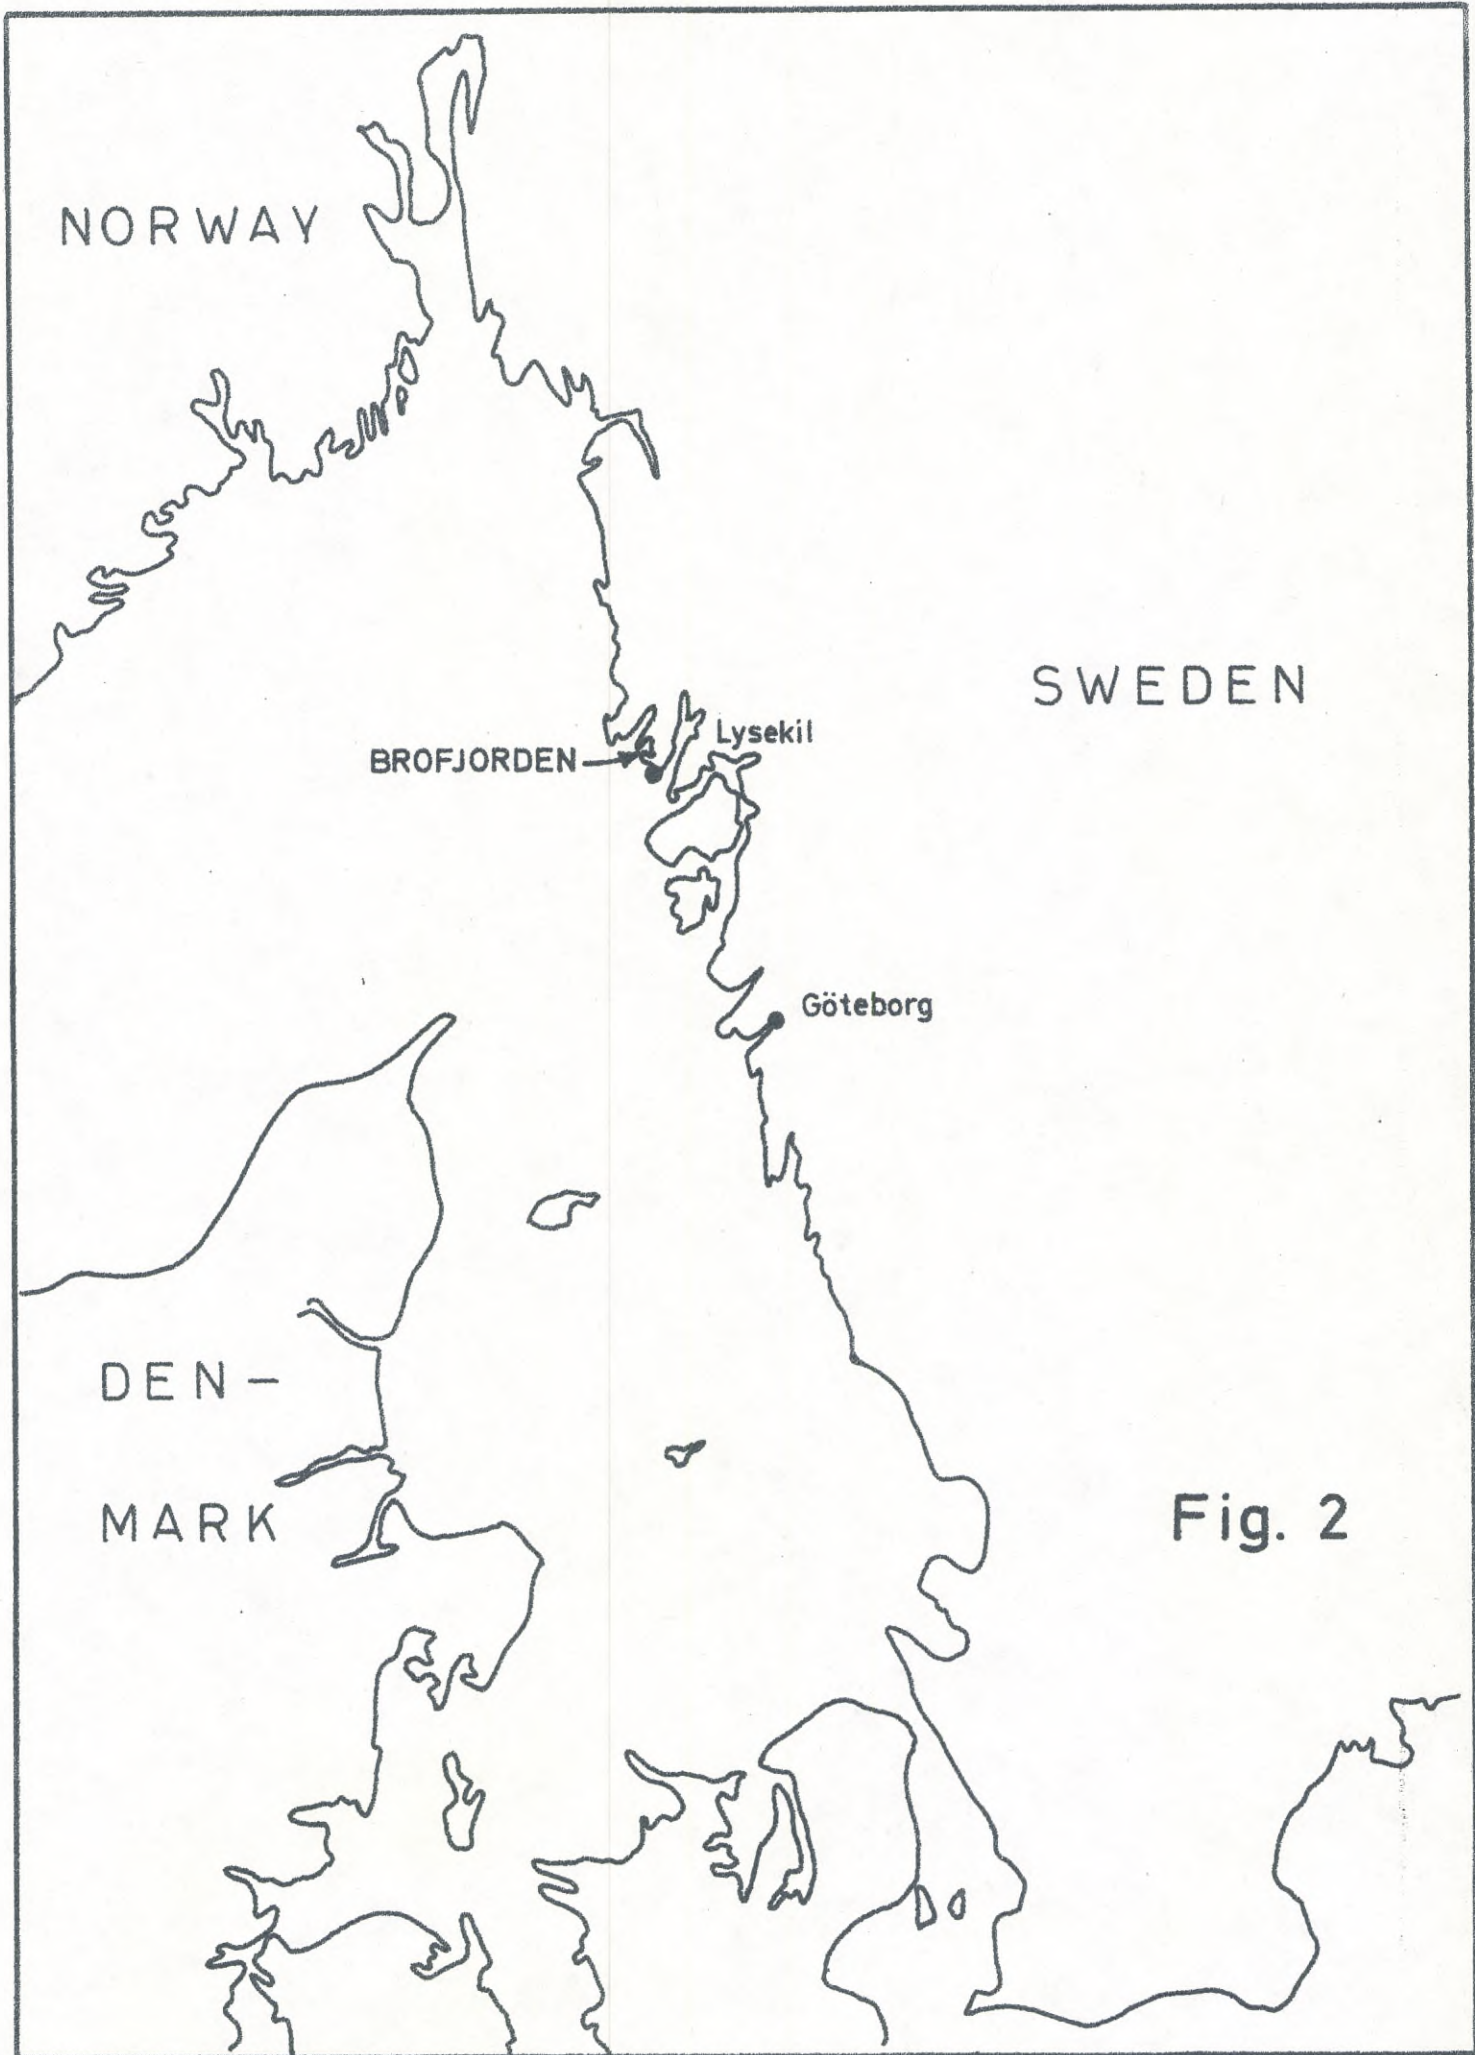 NORWAY
SWEDEN
Lysekil
BROFJORDEN
Göteborg
DEN-
MARK
Fig. 2